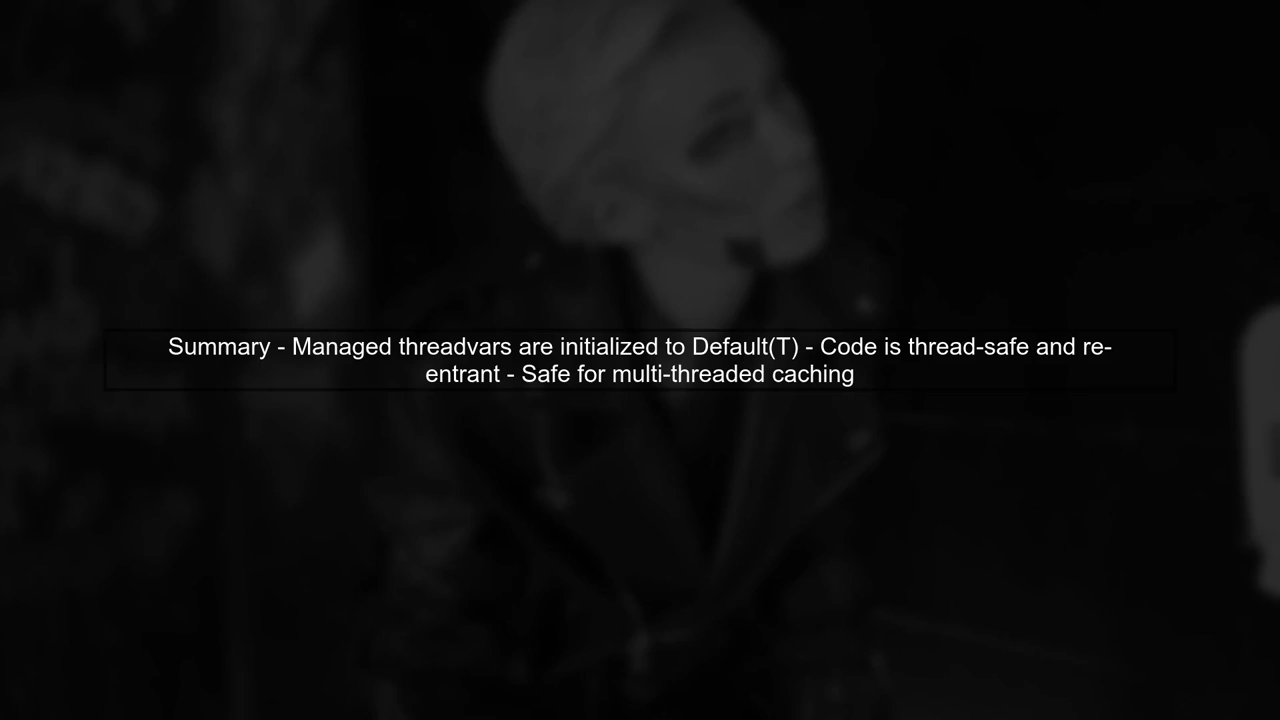 Summary - Managed threadvars are initialized to Default(T) - Code is thread-safe and re-
entrant - Safe for multi-threaded caching